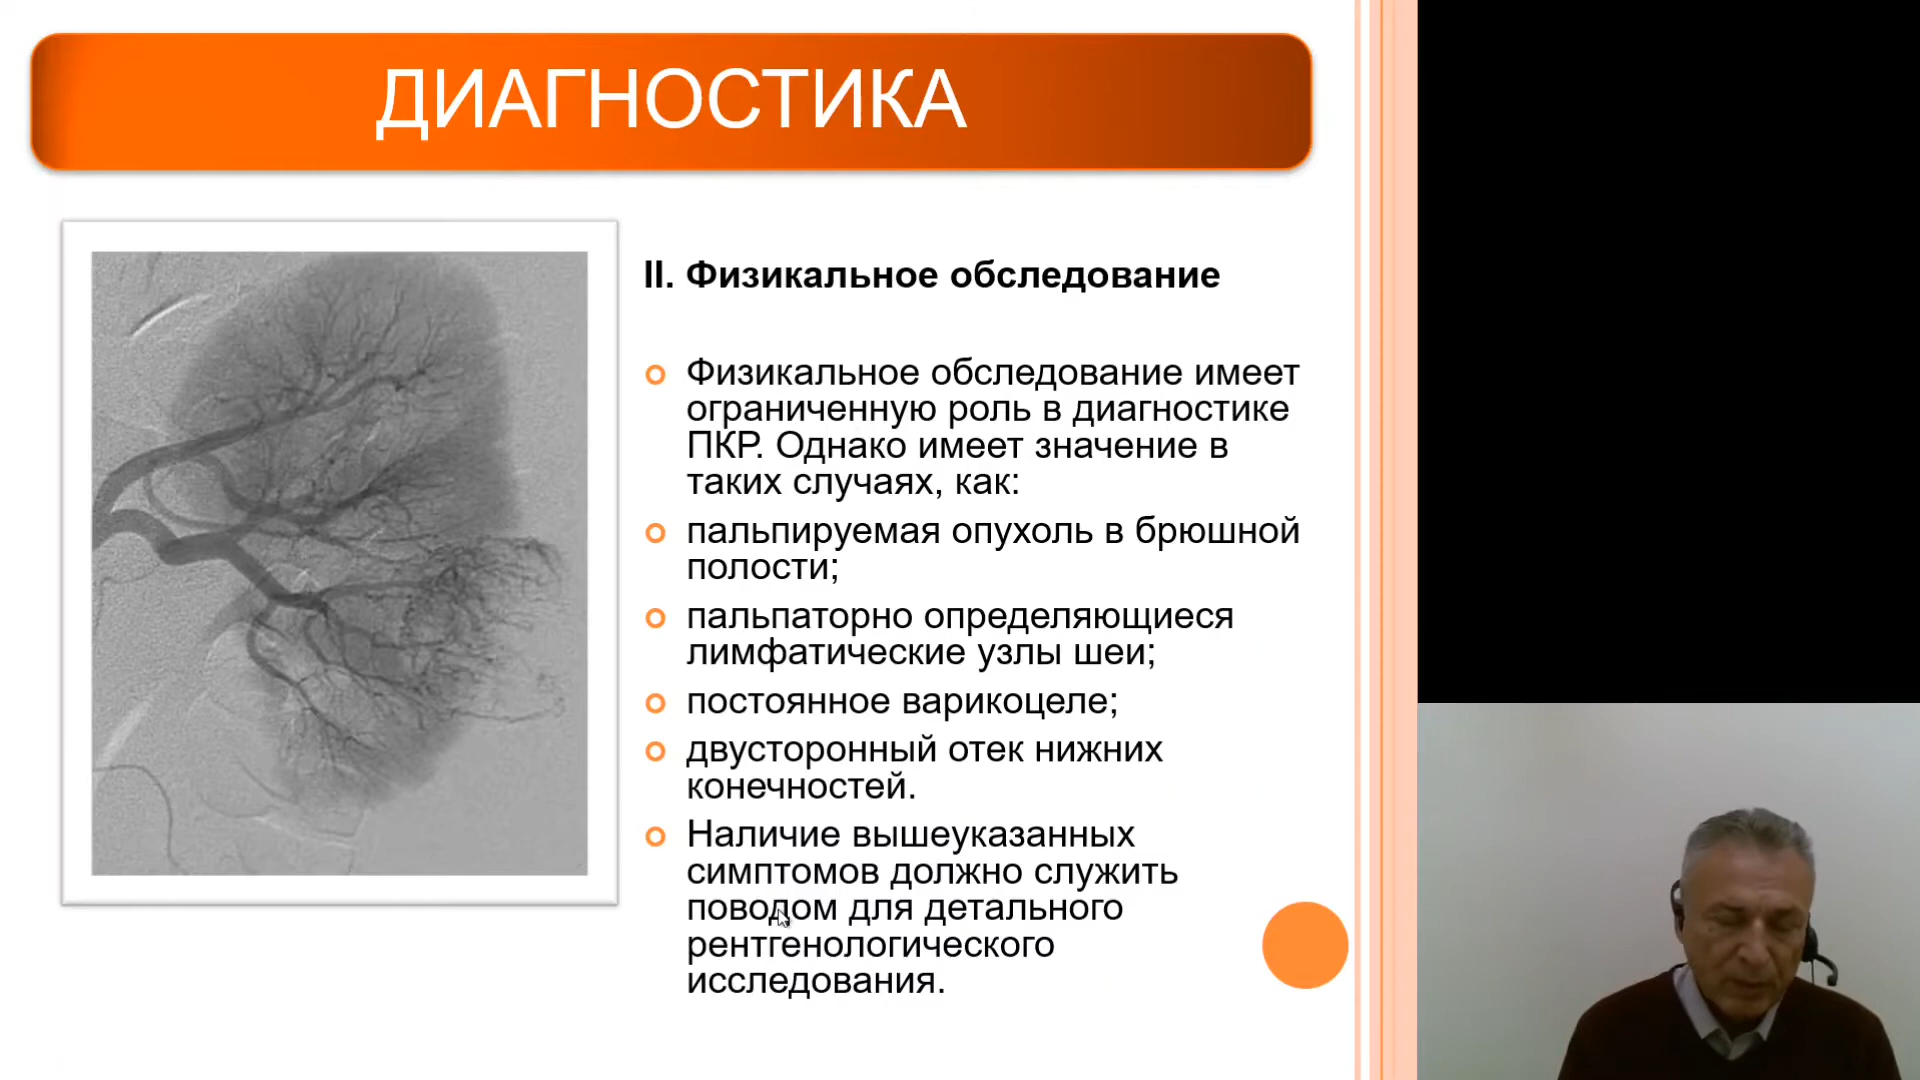 ДИАГНОСТИКА
II. Физикальное обследование
Физикальное обследование имеет
ограниченную роль в диагностике
ПКР. Однако имеет значение в
таких случаях, как:
пальпируемая опухоль в брюшной
полости;
пальпаторно определяющиеся
лимфатические узлы шеи;
постоянное варикоцеле;
двусторонный отек нижних
конечностей.
Наличие вышеуказанных
симптомов должно служить
поводом для детального
рентгенологического
исследования.